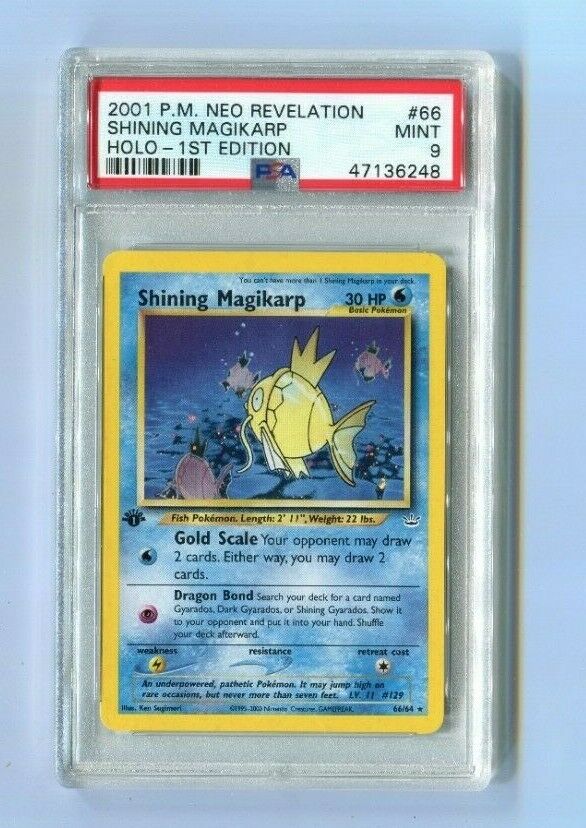 2001 P.M. NEO REVELATION #66
SHINING MAGIKARP MINT
HOLO - 1ST EDITION 9
PSA 47136248
You can't have more than 1 Shining Magikarp in your deck.
Shining Magikarp 30 HP
Basic Pokémon
Fish Pokémon. Length: 2' 11", Weight: 22 lbs.
EDITION 1
Gold Scale Your opponent may draw
2 cards. Either way, you may draw 2
cards.
Dragon Bond Search your deck for a card named
Gyarados, Dark Gyarados, or Shining Gyarados. Show it
to your opponent and put it into your hand. Shuffle
your deck afterward.
weakness resistance retreat cost
An underpowered, pathetic Pokémon. It may jump high on
rare occasions, but never more than seven feet. LV. 11 #129
Illus. Ken Sugimori ©1995-2000 Nintendo, Creatures, GAMEFREAK. 66/64